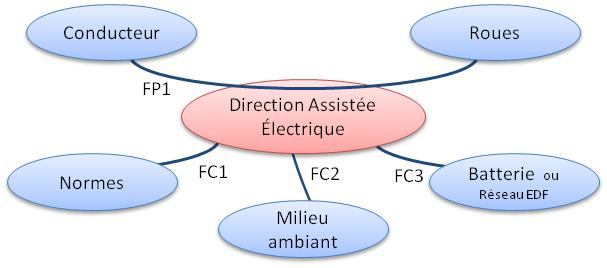 Conducteur
Roues
FP1
Direction Assistée
Électrique
FC1
FC2
FC3
Normes
Batterie ou
Réseau EDF
Milieu
ambiant